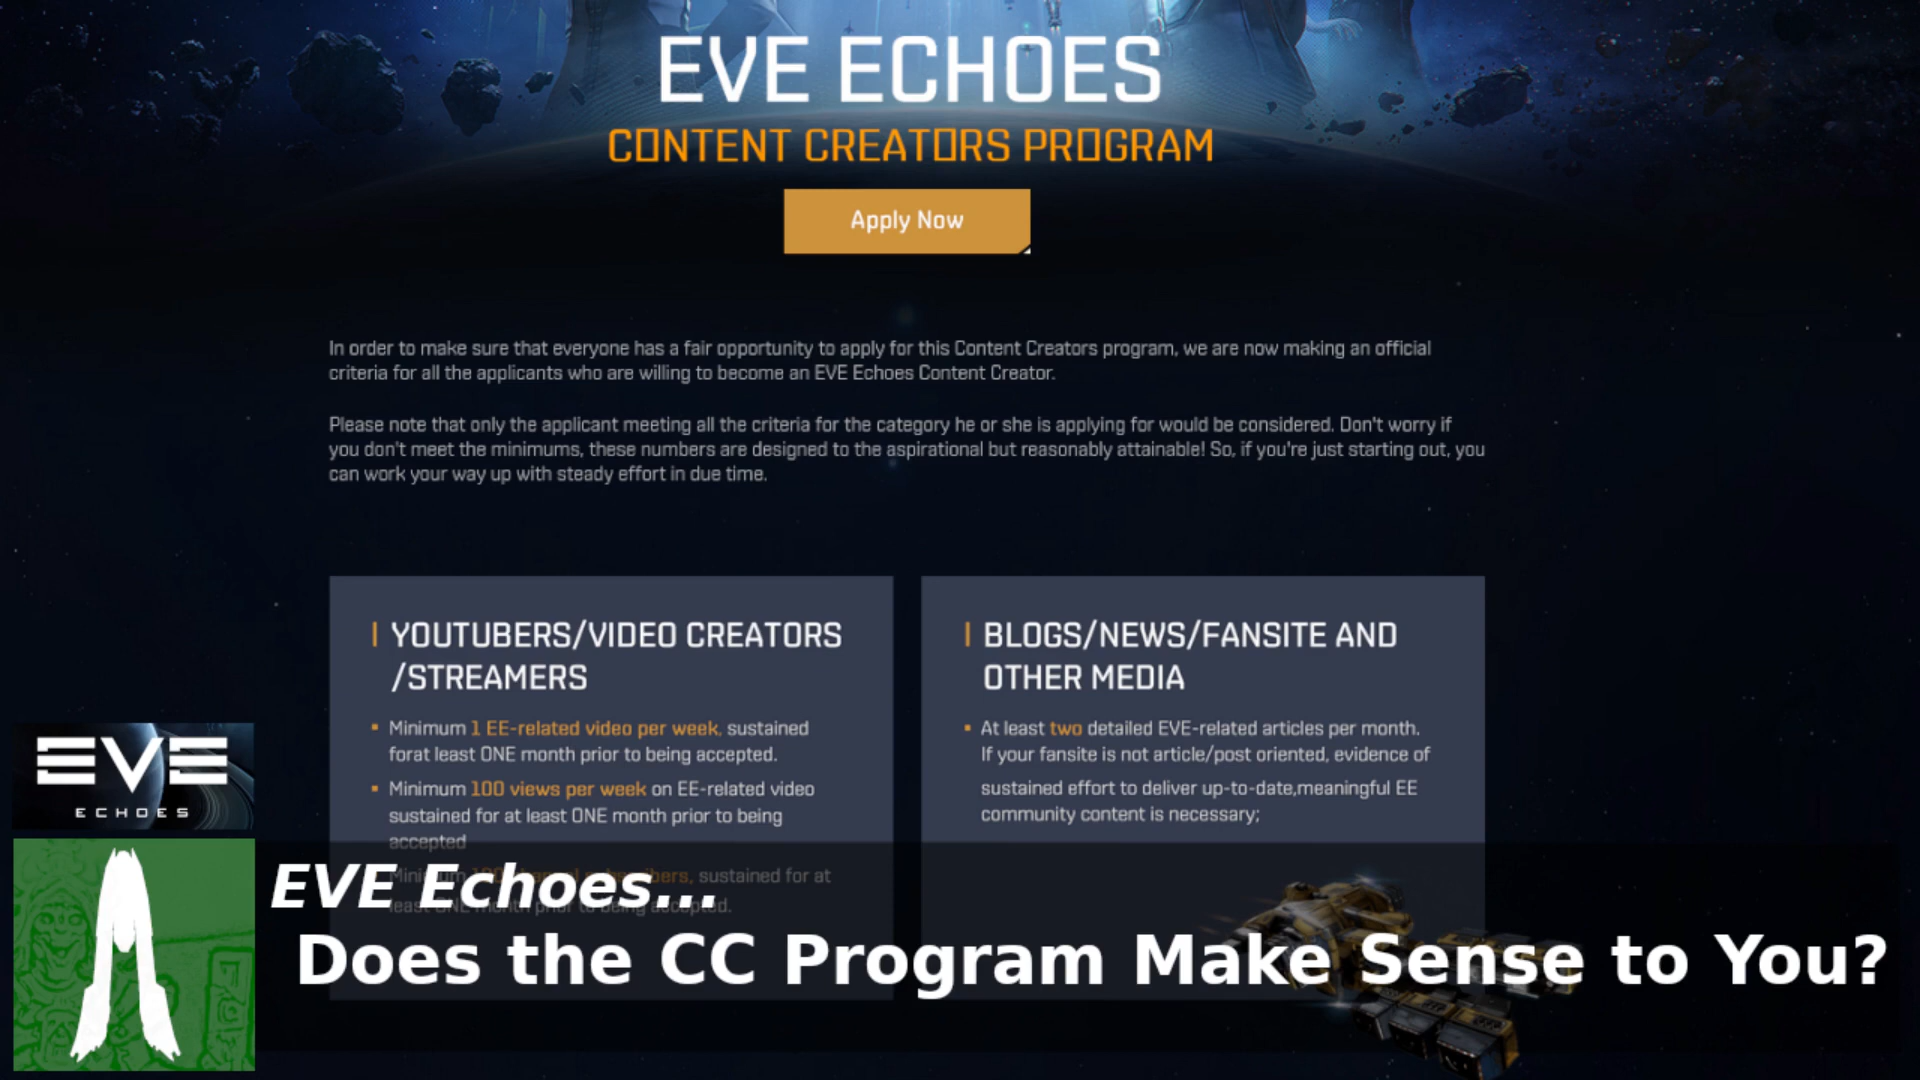 EVE ECHOES
CONTENT CREATORS PROGRAM
Apply Now
In order to make sure that everyone has a fair opportunity to apply for this Content Creators program, we are now making an official
criteria for all the applicants who are willing to become an EVE Echoes Content Creator.
Please note that only the applicant meeting all the criteria for the category he or she is applying for would be considered. Don't worry if
you don't meet the minimums, these numbers are designed to the aspirational but reasonably attainable! So, if you're just starting out, you
can work your way up with steady effort in due time.
YOUTUBERS/VIDEO CREATORS
/STREAMERS
Minimum 1 EE-related video per week, sustained
forat least ONE month prior to being accepted.
Minimum 100 views per week on EE-related video
sustained for at least ONE month prior to being
accepted
sustained for at
least ONE month prior to being accepted.
BLOGS/NEWS/FANSITE AND
OTHER MEDIA
At least two detailed EVE-related articles per month.
If your fansite is not article/post oriented, evidence of
sustained effort to deliver up-to-date,meaningful EE
community content is necessary;
EVE
ECHOES
EVE Echoes...
Does the CC Program Make Sense to You?